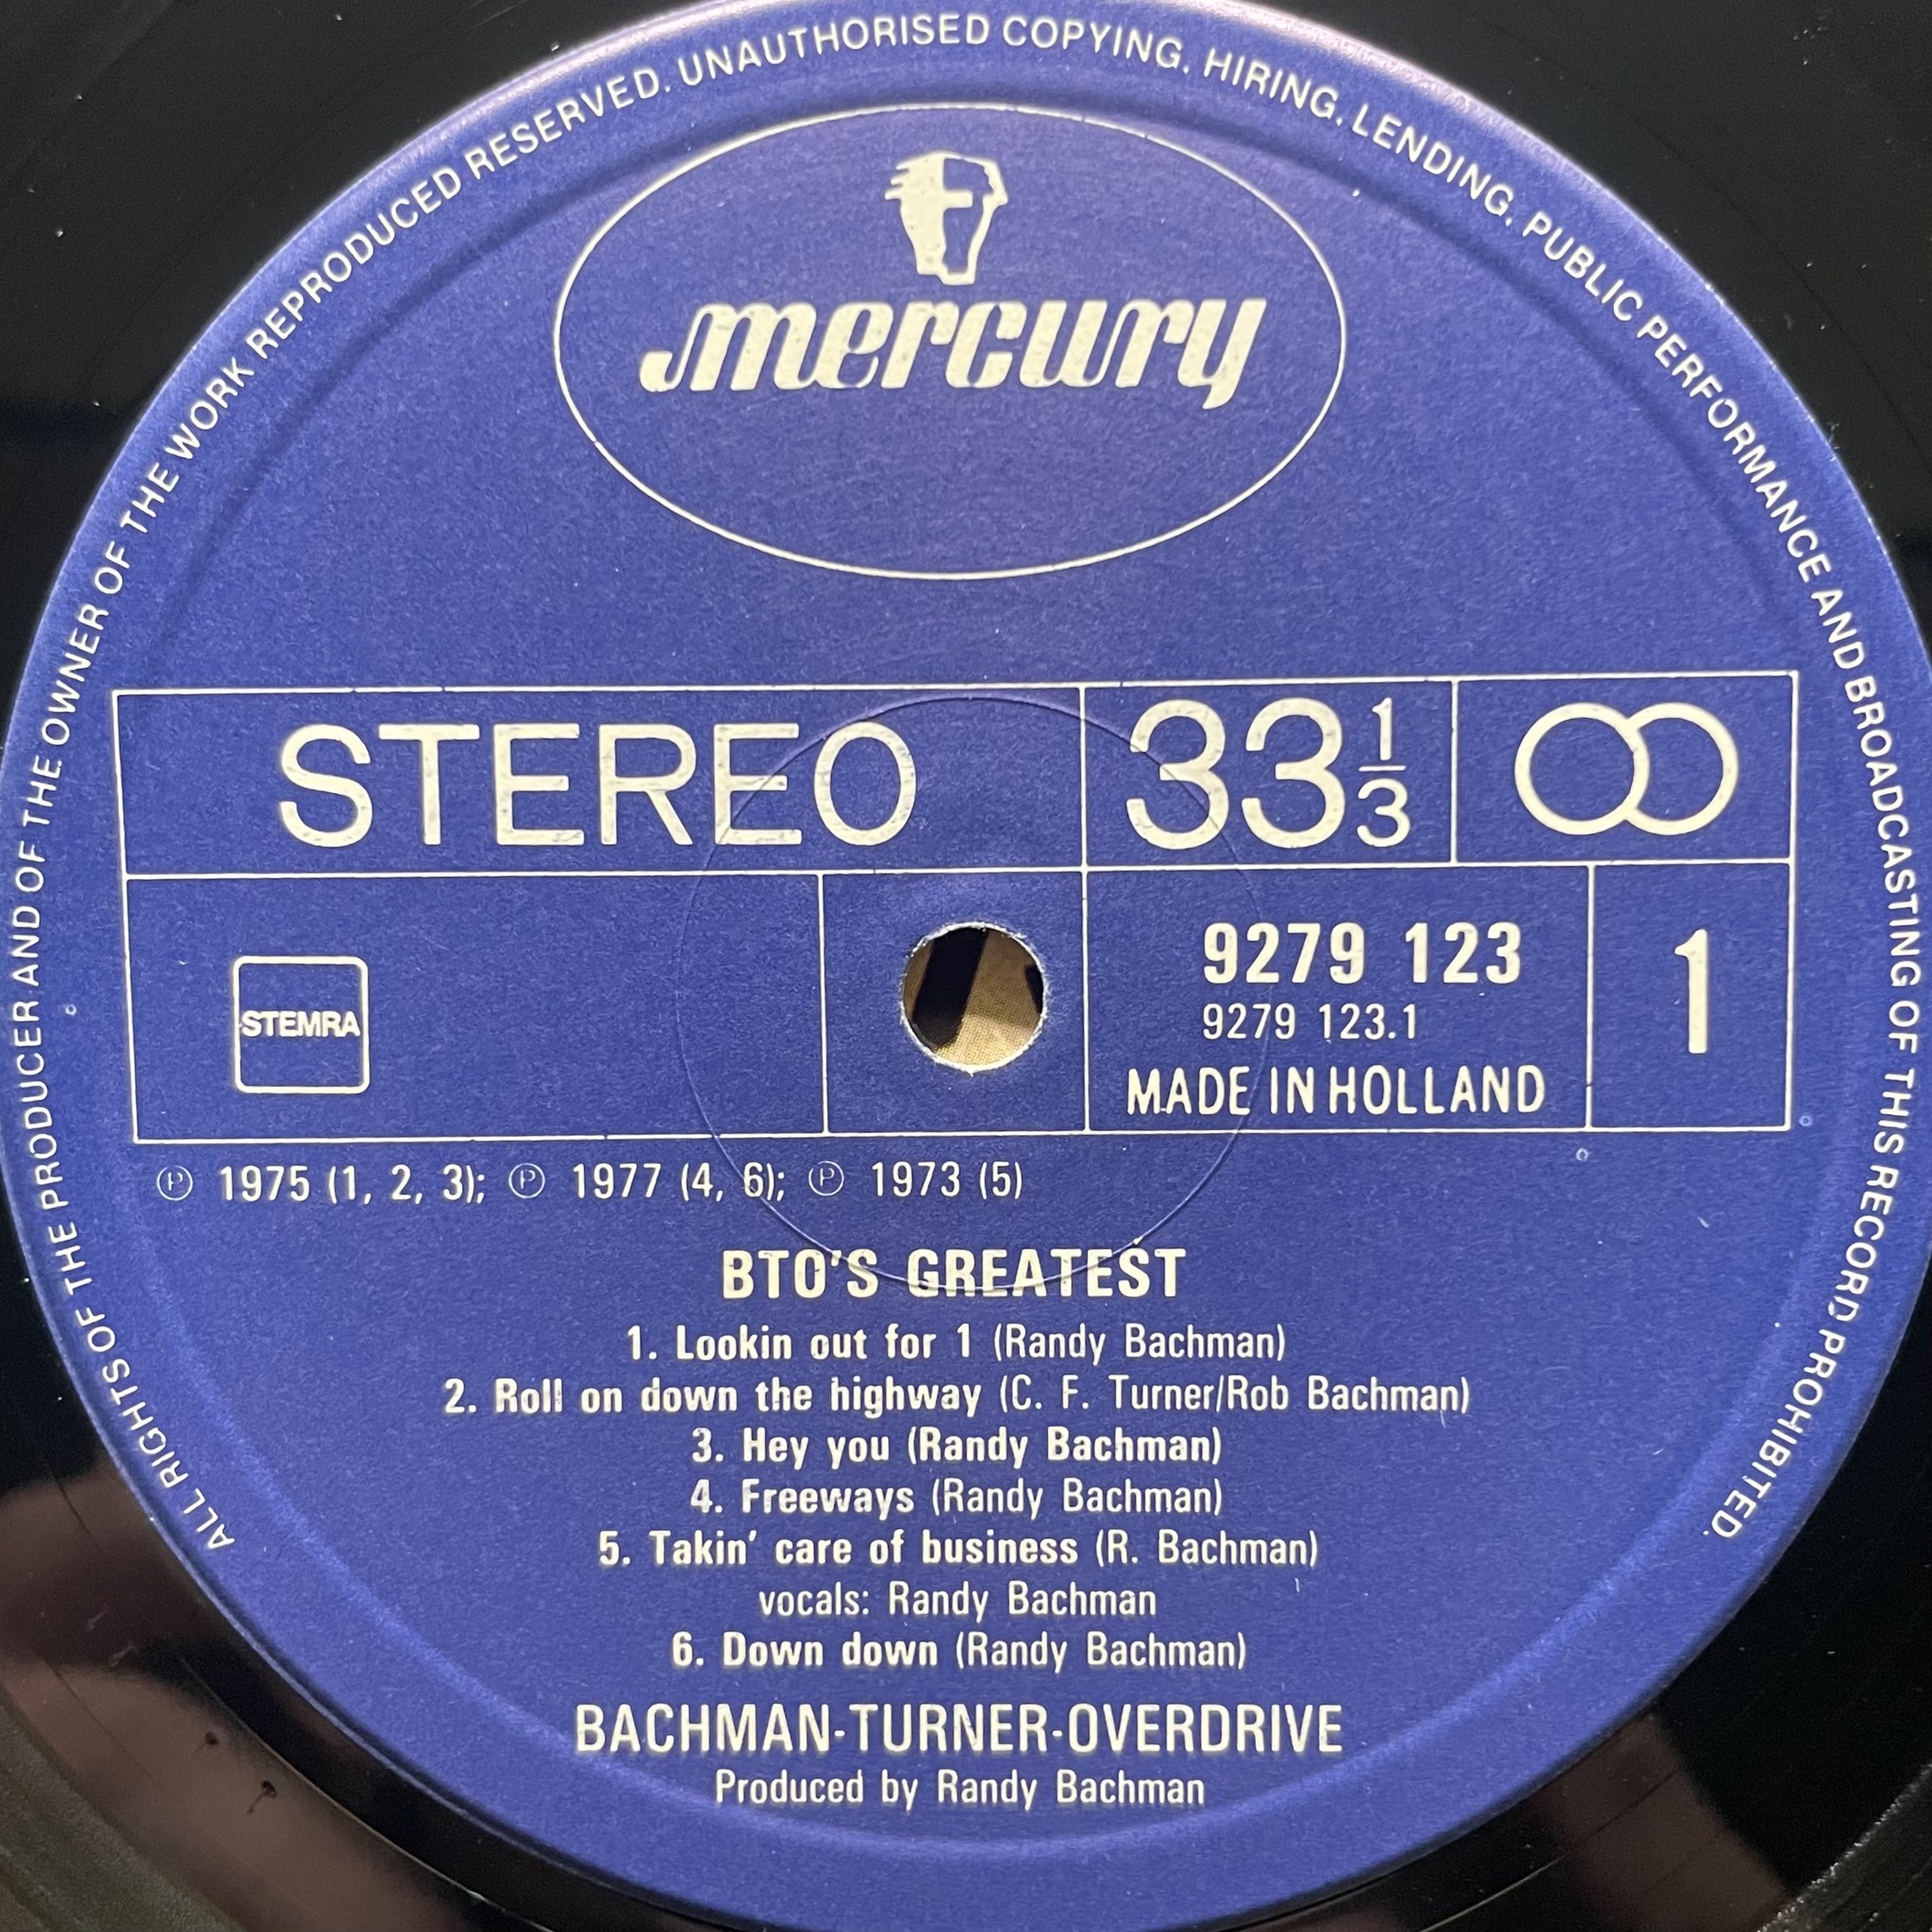 ALL RIGHTS OF THE PRODUCER AND OF THE OWNER OF THE WORK REPRODUCED RESERVED. UNAUTHORISED COPYING, HIRING, LENDING, PUBLIC PERFORMANCE AND BROADCASTING OF THIS RECORD PROHIBITED.
mercury
STEREO
33 1/3
STEMRA
9279 123
9279 123.1
MADE IN HOLLAND
1
℗ 1975 (1, 2, 3); ℗ 1977 (4, 6); ℗ 1973 (5)
BTO'S GREATEST
1. Lookin out for 1 (Randy Bachman)
2. Roll on down the highway (C. F. Turner/Rob Bachman)
3. Hey you (Randy Bachman)
4. Freeways (Randy Bachman)
5. Takin' care of business (R. Bachman)
vocals: Randy Bachman
6. Down down (Randy Bachman)
BACHMAN-TURNER-OVERDRIVE
Produced by Randy Bachman